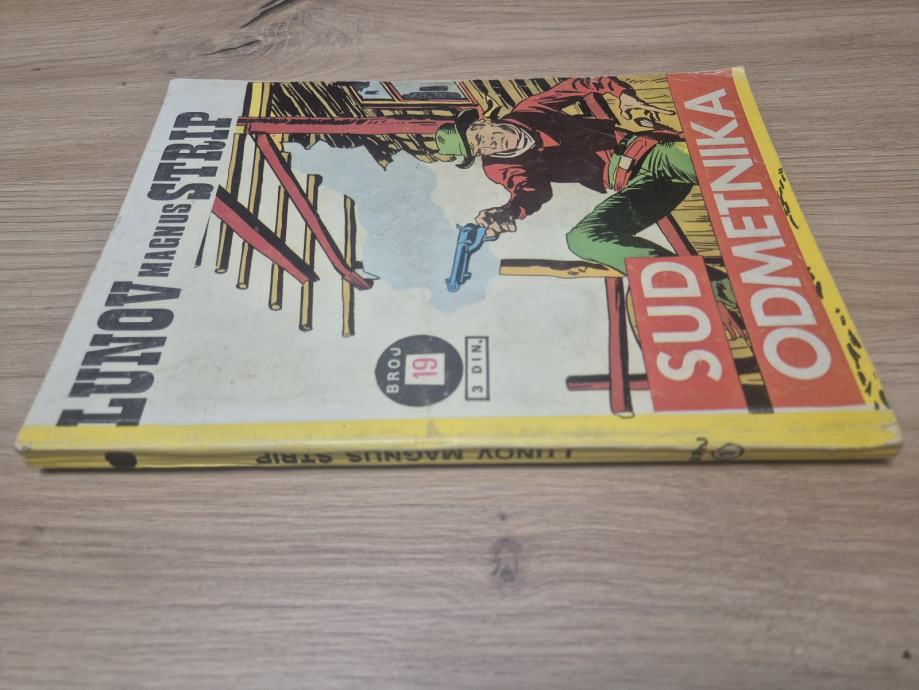 LUNOV
MAGNUS
STRIP
BROJ
19
3 DIN.
SUD
ODMETNIKA
LUNOV MAGNUS STRIP